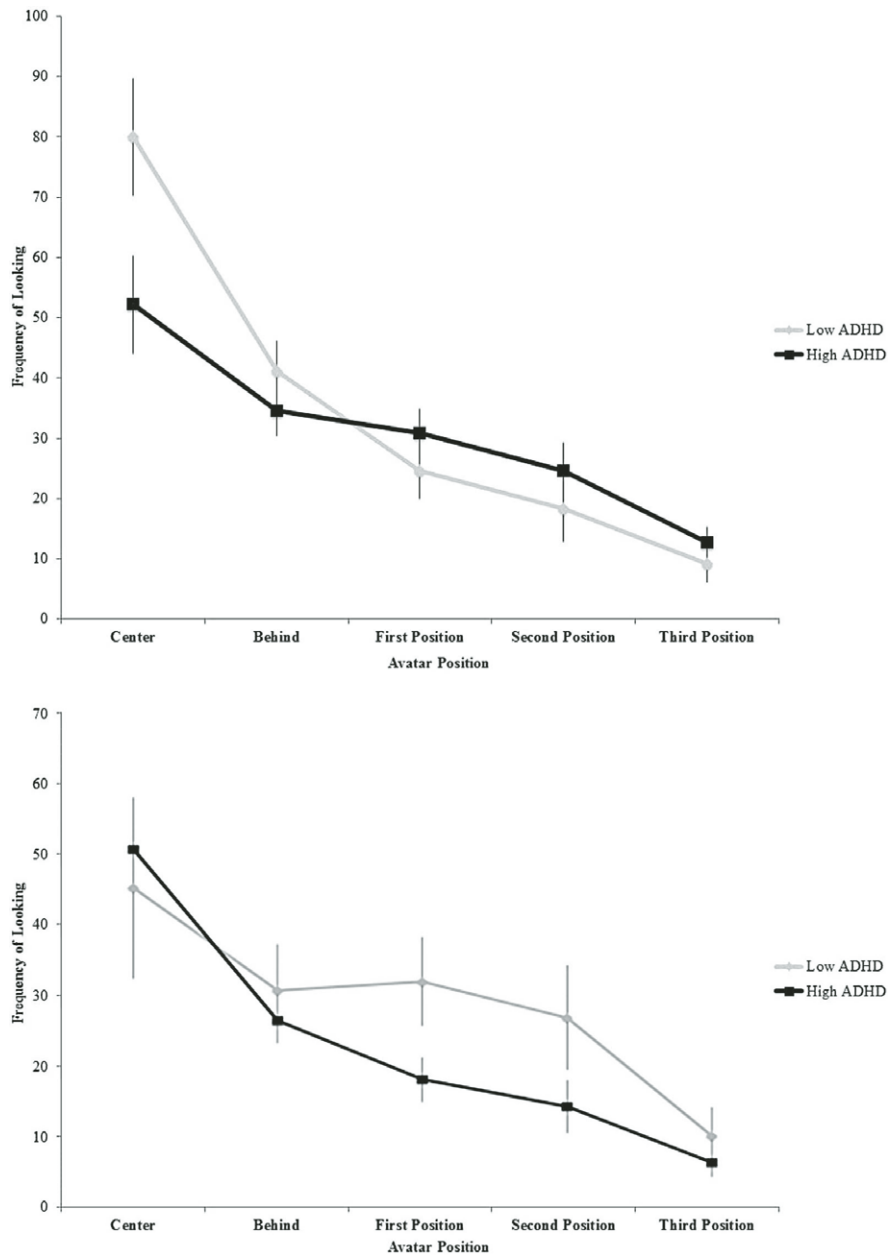 100
90
80
70
60
50
40
30
20
10
0
Frequency of Looking
Center Behind First Position Second Position Third Position
Avatar Position
Low ADHD
High ADHD
70
60
50
40
30
20
10
0
Frequency of Looking
Center Behind First Position Second Position Third Position
Avatar Position
Low ADHD
High ADHD